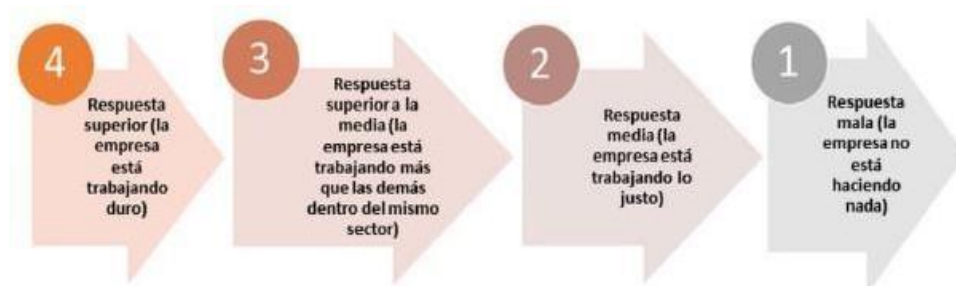 4
Respuesta
superior (la
empresa
está
trabajando
duro)
3
Respuesta
superior a la
media (la
empresa está
trabajando más
que las demás
dentro del mismo
sector)
2
Respuesta
media (la
empresa está
trabajando lo
justo)
1
Respuesta
mala (la
empresa no
está
haciendo
nada)